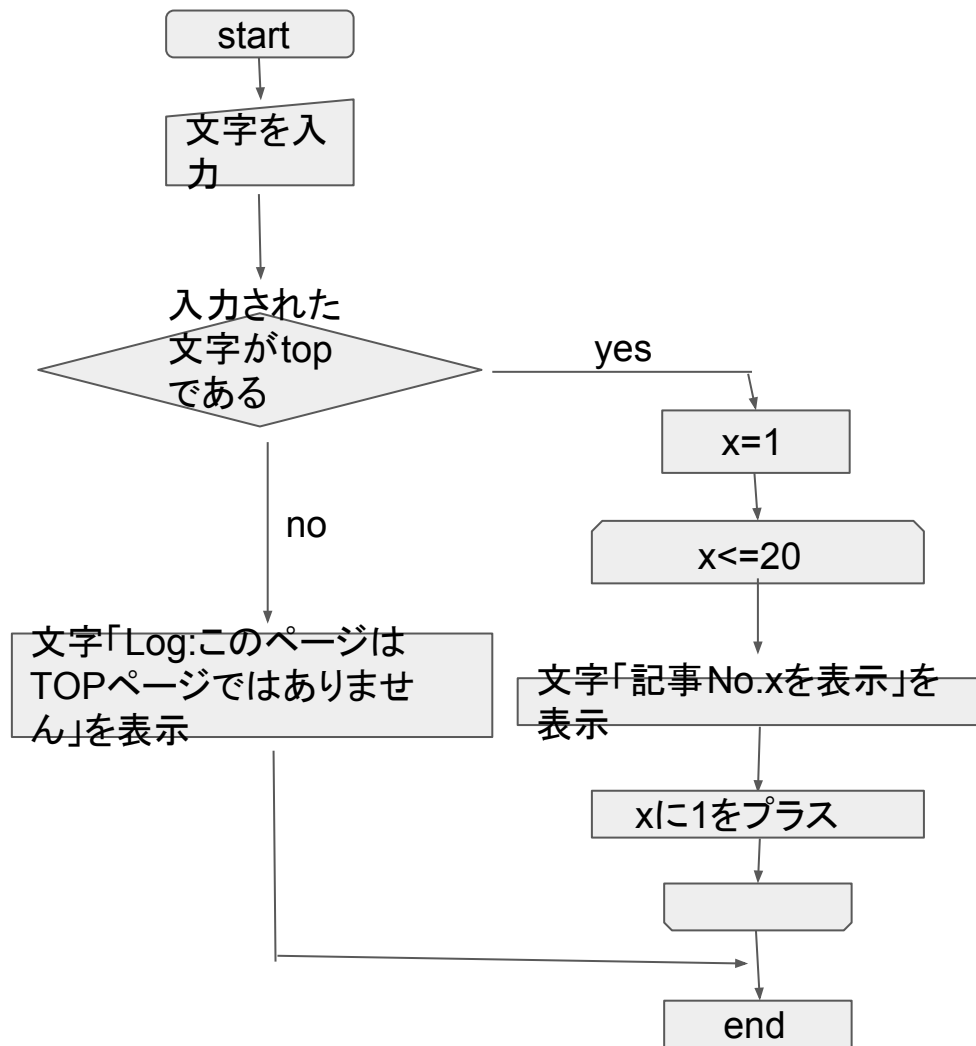 start
文字を入
力
入力された
文字がtop
である
yes
x=1
no
x<=20
文字｢Log:このページは
TOPページではありませ
ん｣を表示
文字｢記事No.xを表示｣を
表示
xに1をプラス
end